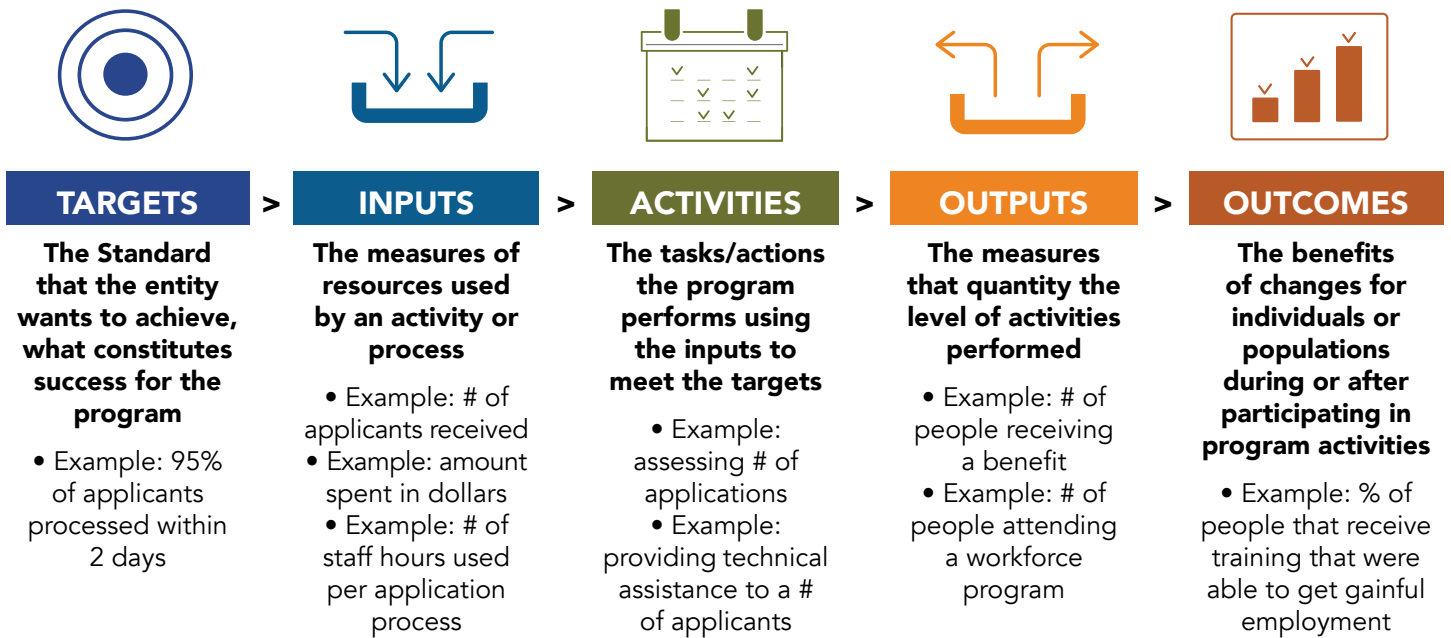 TARGETS
>
INPUTS
>
ACTIVITIES
>
OUTPUTS
>
OUTCOMES
The Standard
that the entity
wants to achieve,
what constitutes
success for the
program
• Example: 95%
of applicants
processed within
2 days
The measures of
resources used
by an activity or
process
• Example: # of
applicants received
• Example: amount
spent in dollars
• Example: # of
staff hours used
per application
process
The tasks/actions
the program
performs using
the inputs to
meet the targets
• Example:
assessing # of
applications
• Example:
providing technical
assistance to a #
of applicants
The measures
that quantity the
level of activities
performed
• Example: # of
people receiving
a benefit
• Example: # of
people attending
a workforce
program
The benefits
of changes for
individuals or
populations
during or after
participating in
program activities
• Example: % of
people that receive
training that were
able to get gainful
employment